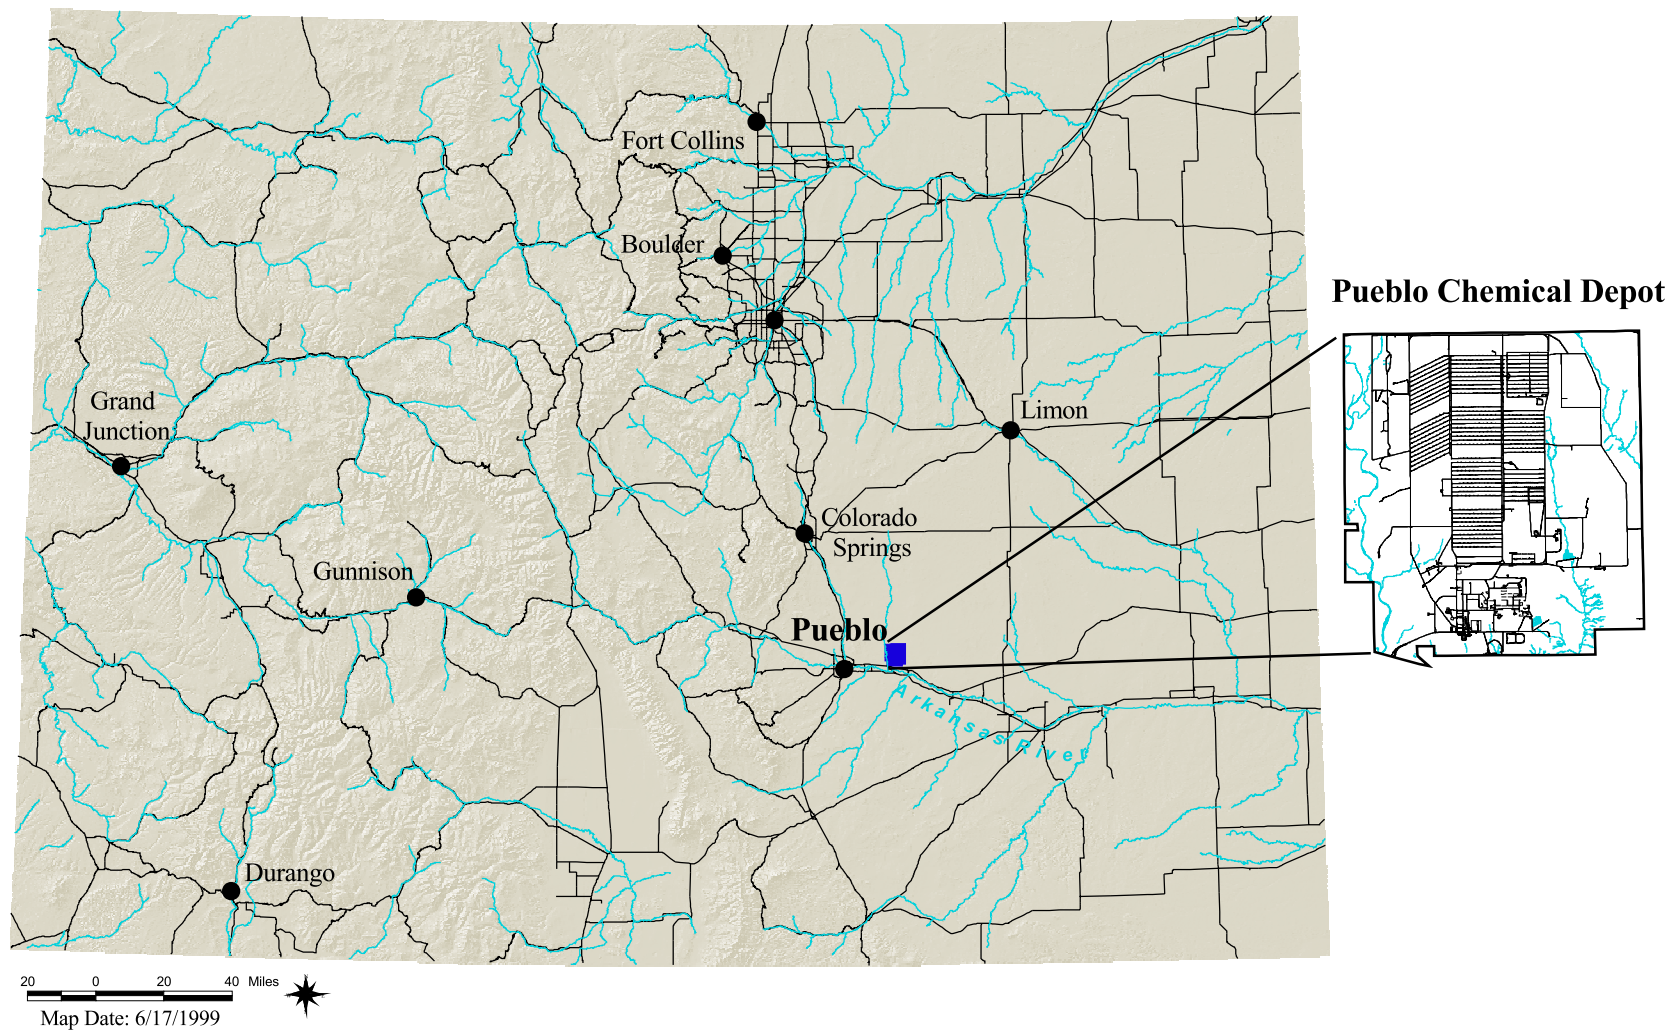 Fort Collins
Boulder
Pueblo Chemical Depot
Grand
Junction
Limon
Colorado
Springs
Gunnison
Pueblo
Arkansas River
Durango
20 0 20 40 Miles
Map Date: 6/17/1999